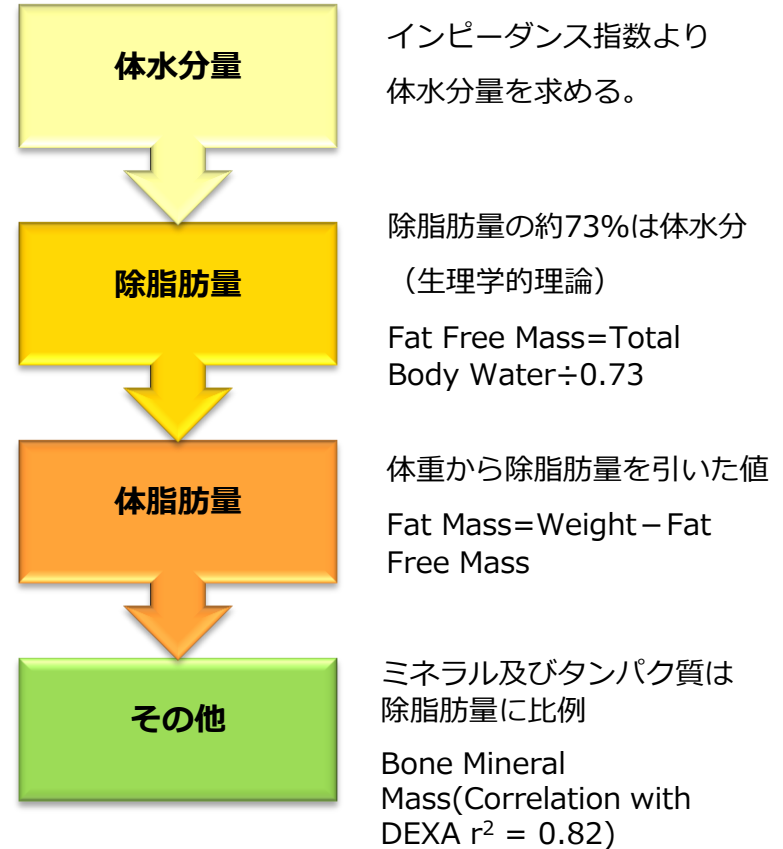 体水分量
インピーダンス指数より
体水分量を求める。
除脂肪量
除脂肪量の約73%は体水分
（生理学的理論）
Fat Free Mass=Total
Body Water÷0.73
体脂肪量
体重から除脂肪量を引いた値
Fat Mass=Weight－Fat
Free Mass
その他
ミネラル及びタンパク質は
除脂肪量に比例
Bone Mineral
Mass(Correlation with
DEXA r² = 0.82)